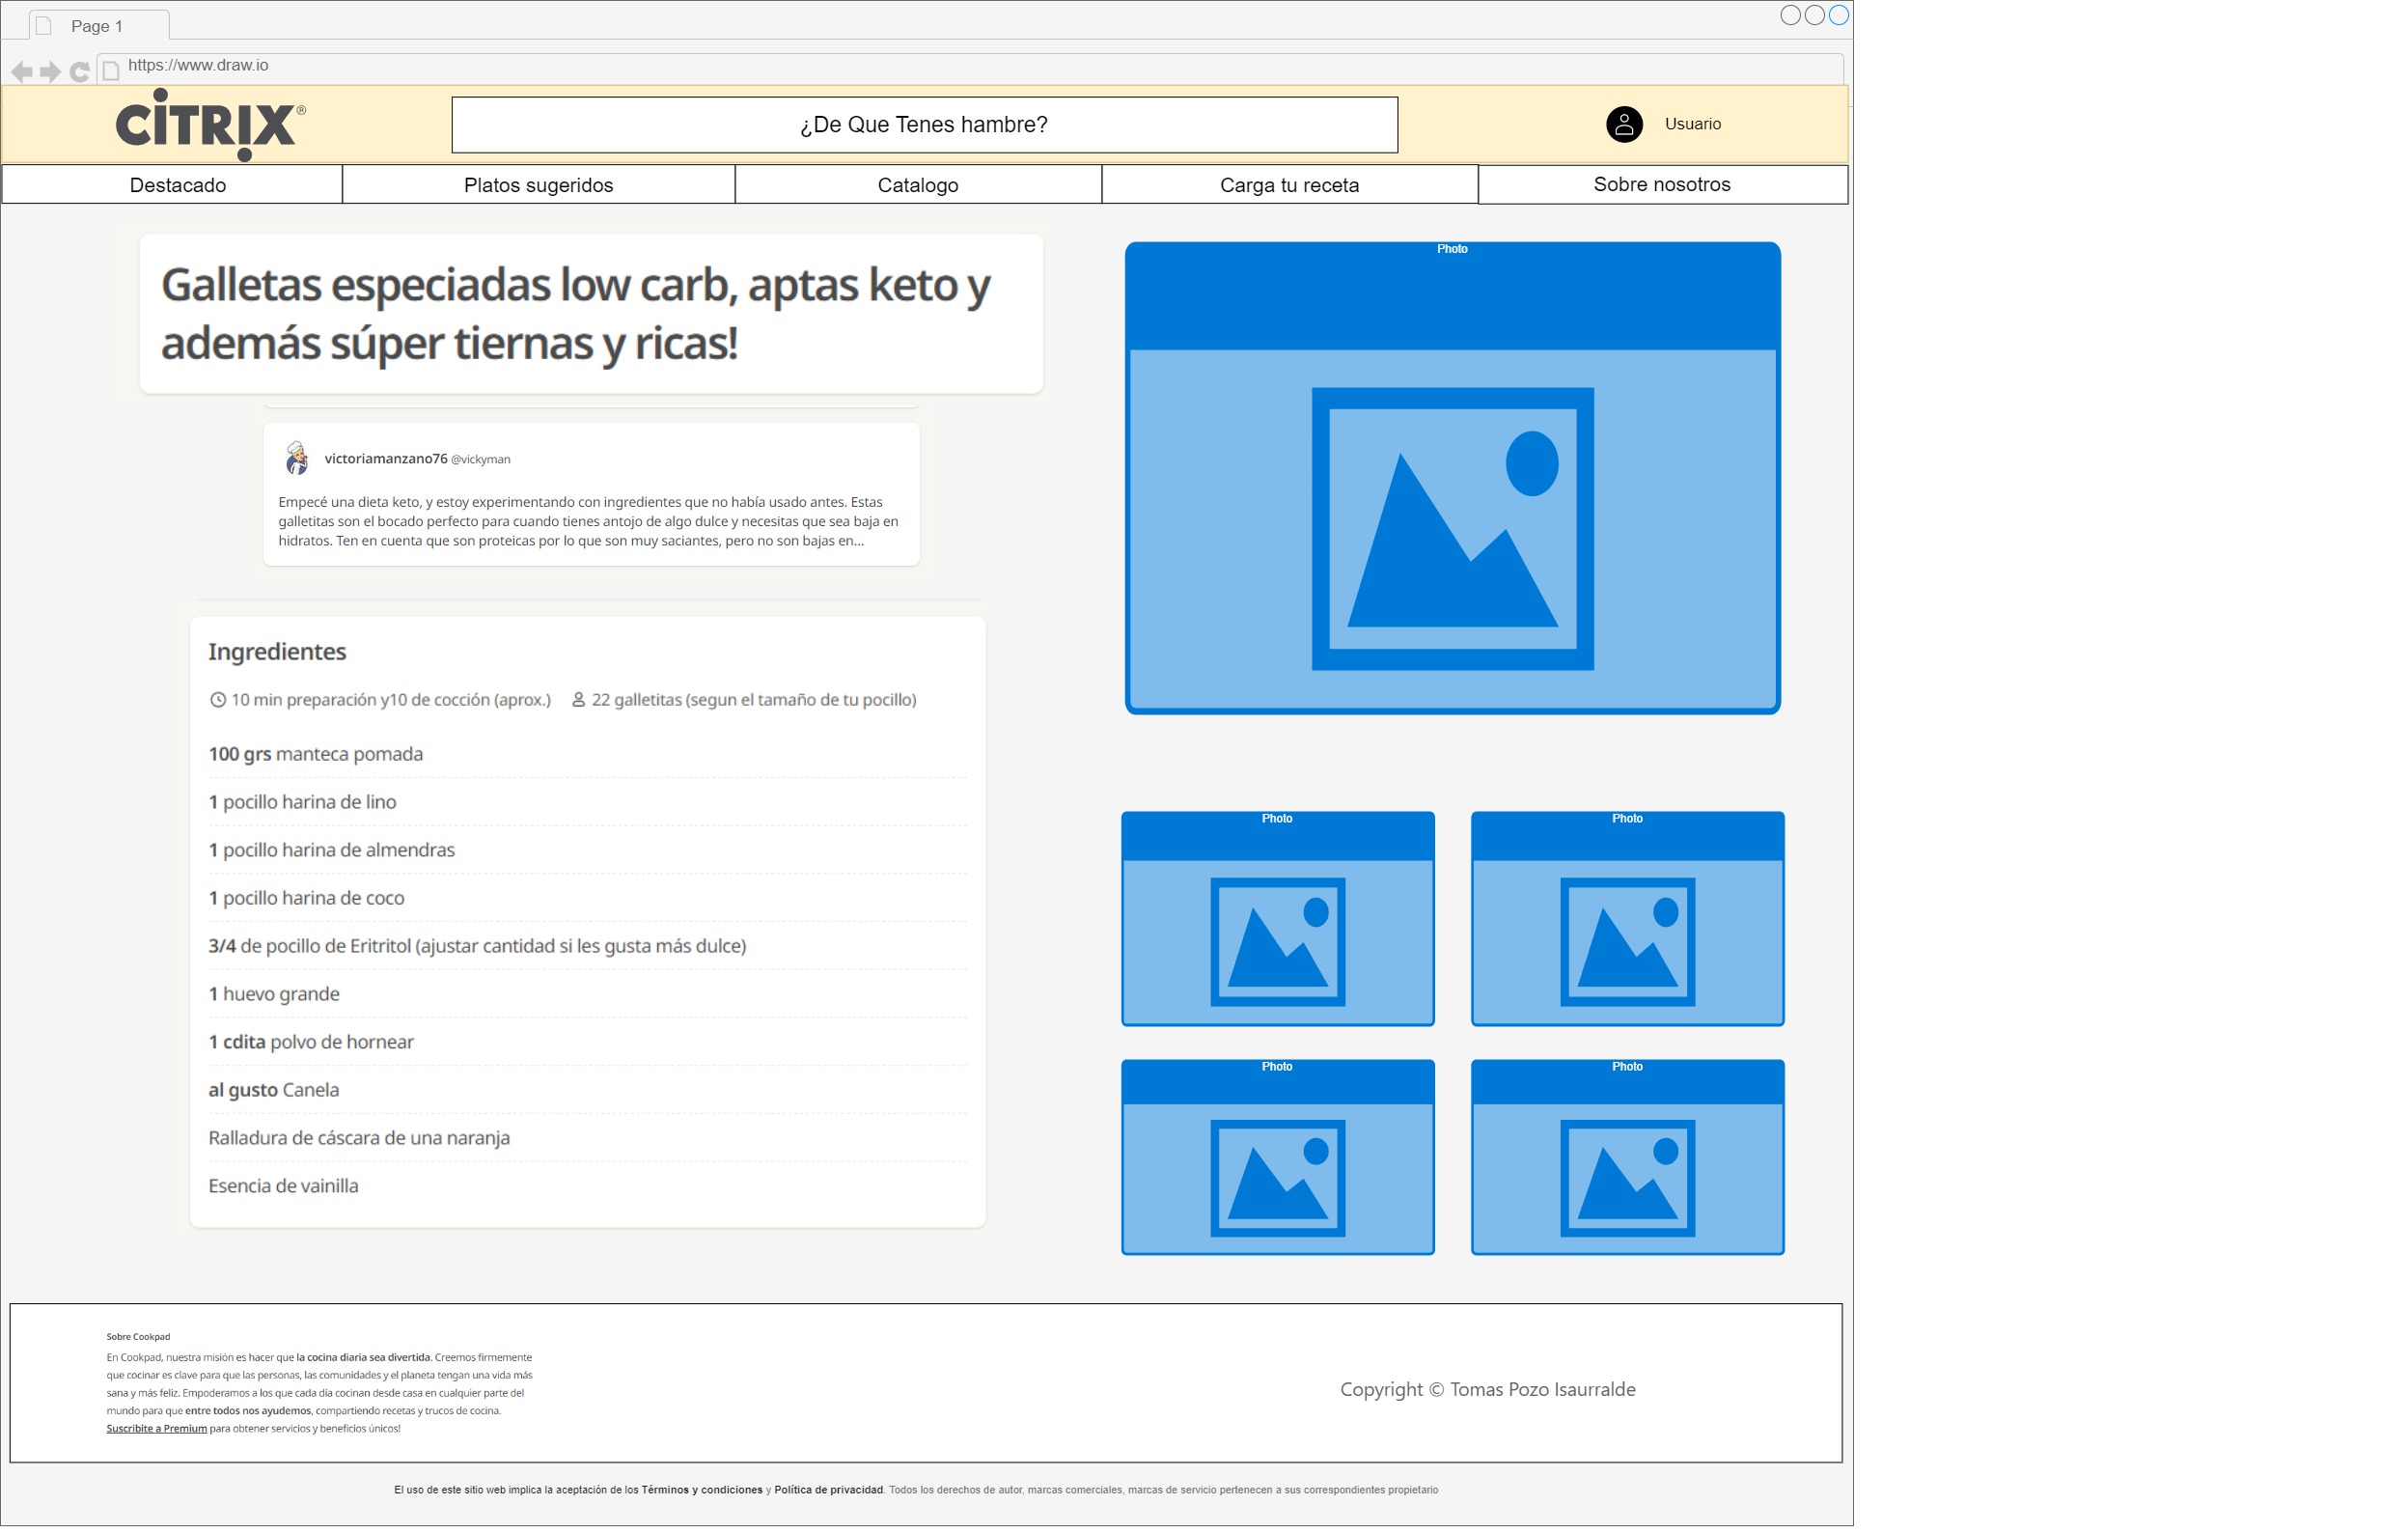 Page 1
https://www.draw.io
CİTRỊX®
¿De Que Tenes hambre?
Usuario
Destacado
Platos sugeridos
Catalogo
Carga tu receta
Sobre nosotros
Galletas especiadas low carb, aptas keto y
además súper tiernas y ricas!
victoriamanzano76 @vickyman
Empecé una dieta keto, y estoy experimentando con ingredientes que no había usado antes. Estas
galletitas son el bocado perfecto para cuando tienes antojo de algo dulce y necesitas que sea baja en
hidratos. Ten en cuenta que son proteicas por lo que son muy saciantes, pero no son bajas en...
Ingredientes
10 min preparación y10 de cocción (aprox.)
22 galletitas (segun el tamaño de tu pocillo)
100 grs manteca pomada
1 pocillo harina de lino
1 pocillo harina de almendras
1 pocillo harina de coco
3/4 de pocillo de Eritritol (ajustar cantidad si les gusta más dulce)
1 huevo grande
1 cdita polvo de hornear
al gusto Canela
Ralladura de cáscara de una naranja
Esencia de vainilla
Photo
Photo
Photo
Photo
Photo
Sobre Cookpad
En Cookpad, nuestra misión es hacer que la cocina diaria sea divertida. Creemos firmemente
que cocinar es clave para que las personas, las comunidades y el planeta tengan una vida más
sana y más feliz. Empoderamos a los que cada día cocinan desde casa en cualquier parte del
mundo para que entre todos nos ayudemos, compartiendo recetas y trucos de cocina.
Suscribite a Premium para obtener servicios y beneficios únicos!
Copyright © Tomas Pozo Isaurralde
El uso de este sitio web implica la aceptación de los Términos y condiciones y Política de privacidad. Todos los derechos de autor, marcas comerciales, marcas de servicio pertenecen a sus correspondientes propietario